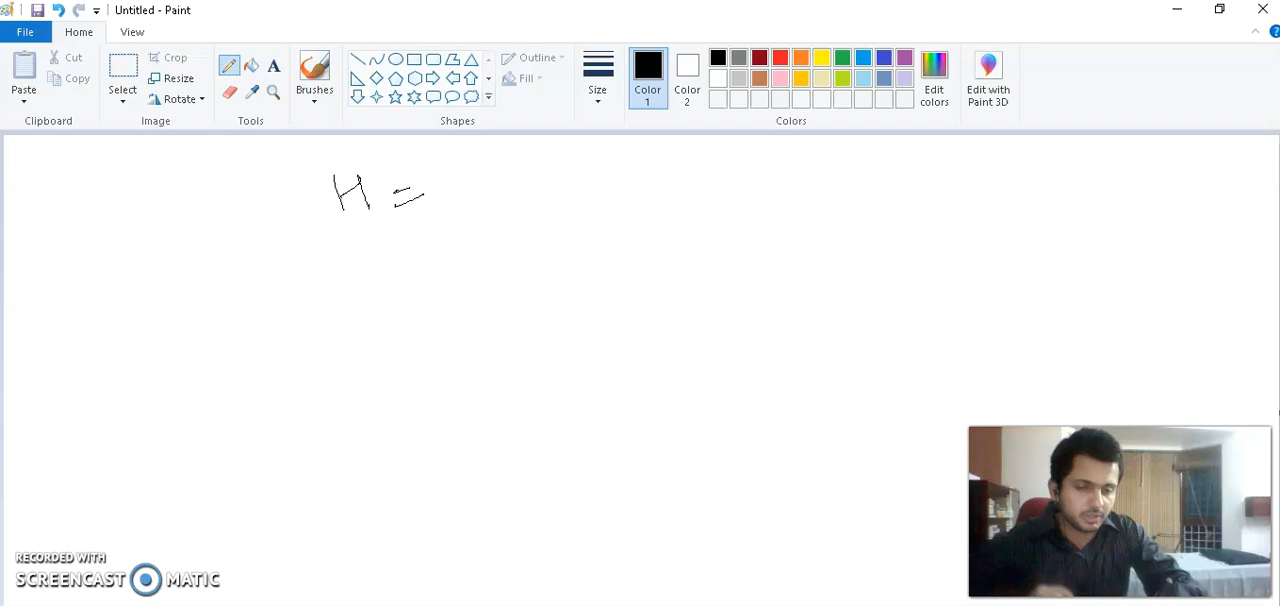 Untitled - Paint
File Home View
Paste
Cut
Copy
Clipboard
Select
Crop
Resize
Rotate
Image
Tools
Brushes
Shapes
Outline
Fill
Size
Color 1
Color 2
Colors
Edit colors
Edit with Paint 3D
H =
RECORDED WITH
SCREENCAST MATIC